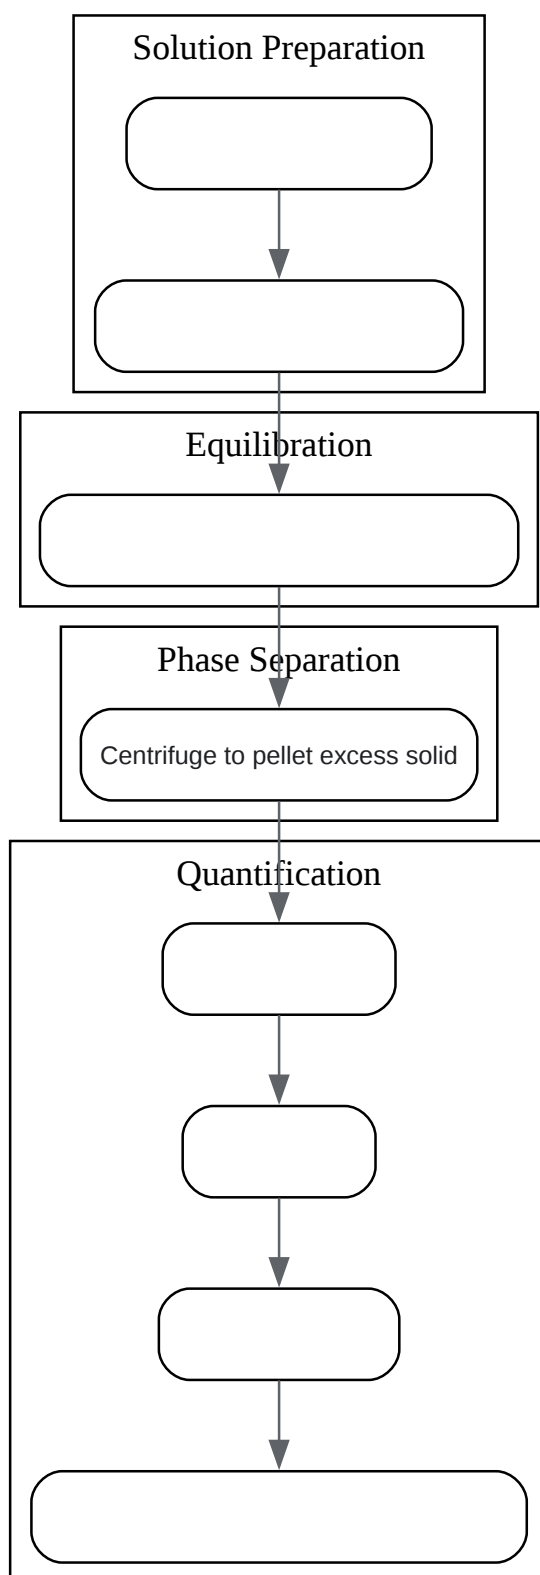 Solution Preparation
Equilibration
Phase Separation
Centrifuge to pellet excess solid
Quantification